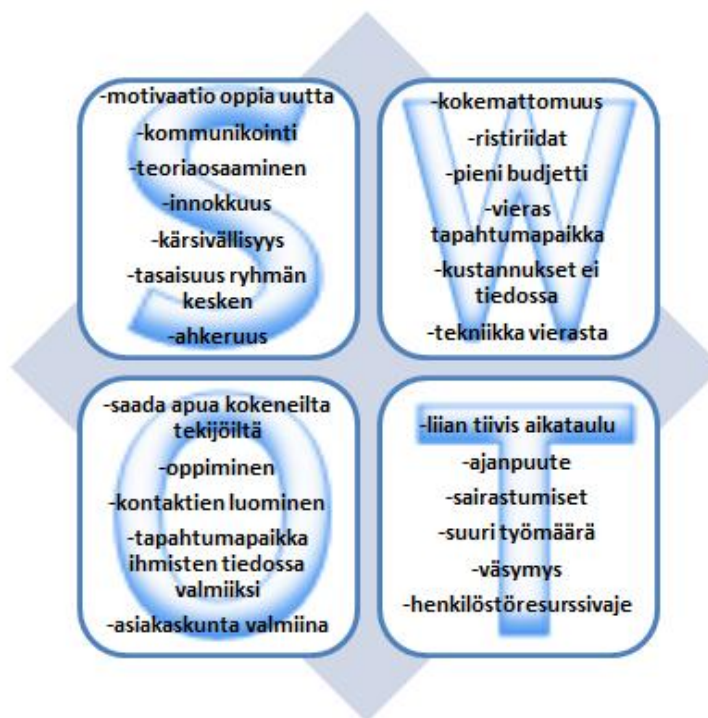 S
-motivaatio oppia uutta
-kommunikointi
-teoriaosaaminen
-innokkuus
-kärsivällisyys
-tasaisuus ryhmän
kesken
-ahkeruus
W
-kokemattomuus
-ristiriidat
-pieni budjetti
-vieras
tapahtumapaikka
-kustannukset ei
tiedossa
-tekniikka vierasta
O
-saada apua kokeneilta
tekijöiltä
-oppiminen
-kontaktien luominen
-tapahtumapaikka
ihmisten tiedossa
valmiiksi
-asiakaskunta valmiina
T
-liian tiivis aikataulu
-ajanpuute
-sairastumiset
-suuri työmäärä
-väsymys
-henkilöstöresurssivaje